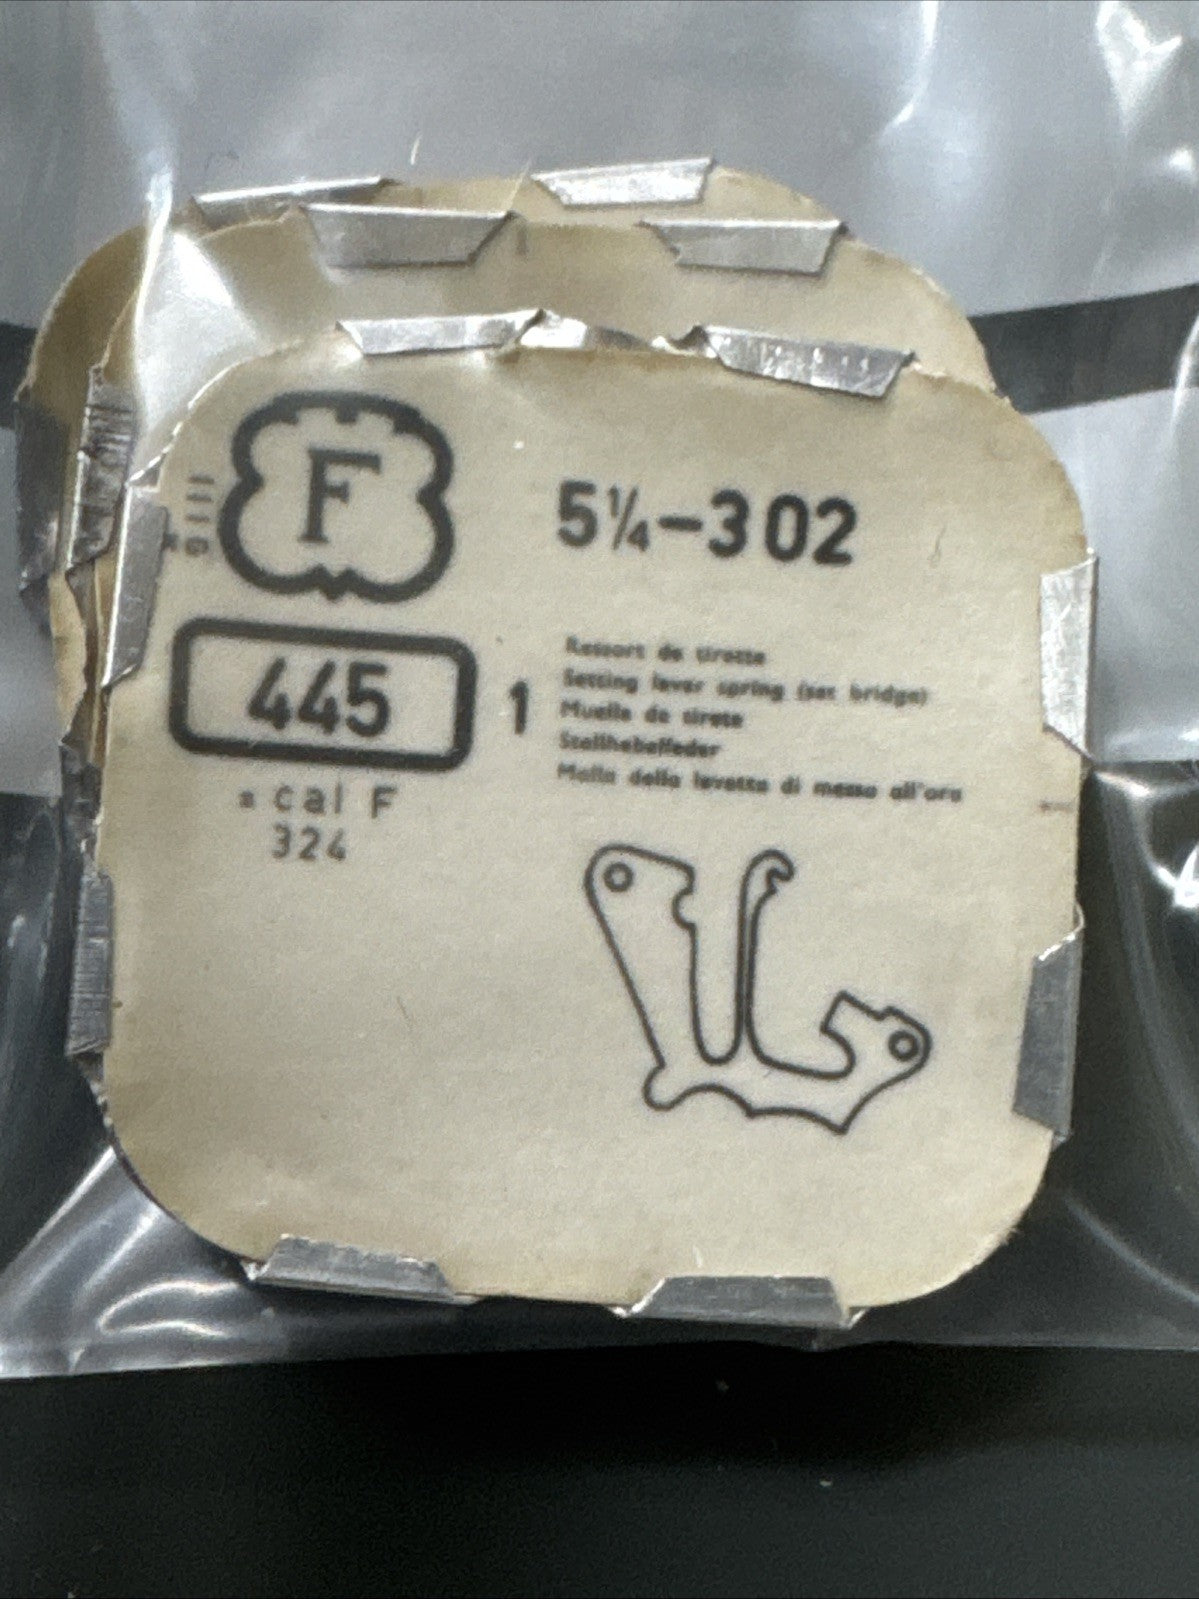 F
5¼-302
445
1
= cal F
324
Ressort de tirette
Setting lever spring (set bridge)
Muelle de tirete
Stellhebelfeder
Molla della levetta di messa all'ora